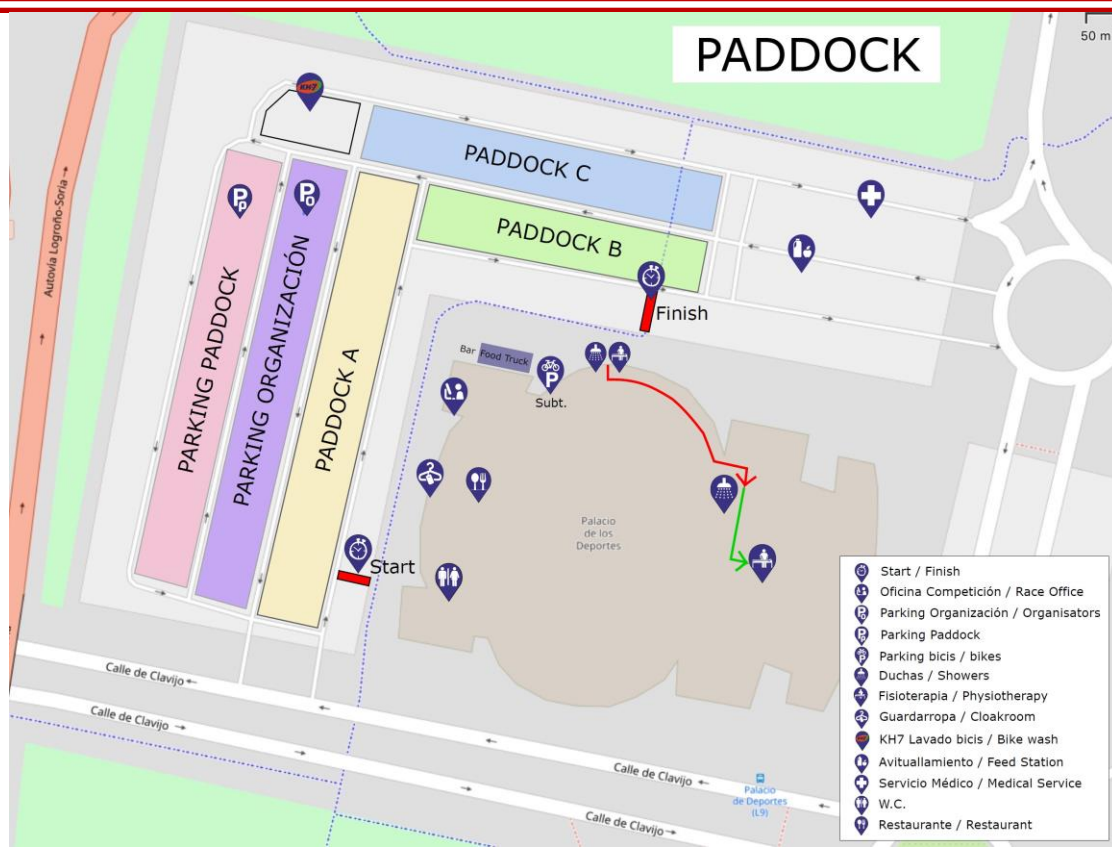 PADDOCK
50 m
KH7
PADDOCK C
PADDOCK B
PARKING PADDOCK
PARKING ORGANIZACIÓN
PADDOCK A
Autovía Logroño-Soria
Finish
Bar Food Truck
Subt.
Start
Palacio
de los
Deportes
Calle de Clavijo
Calle de Clavijo
Calle de Clavijo
Calle de Clavijo
Palacio
de Deportes
(L9)
Start / Finish
Oficina Competición / Race Office
Parking Organización / Organisators
Parking Paddock
Parking bicis / bikes
Duchas / Showers
Fisioterapia / Physiotherapy
Guardarropa / Cloakroom
KH7 Lavado bicis / Bike wash
Avituallamiento / Feed Station
Servicio Médico / Medical Service
W.C.
Restaurante / Restaurant